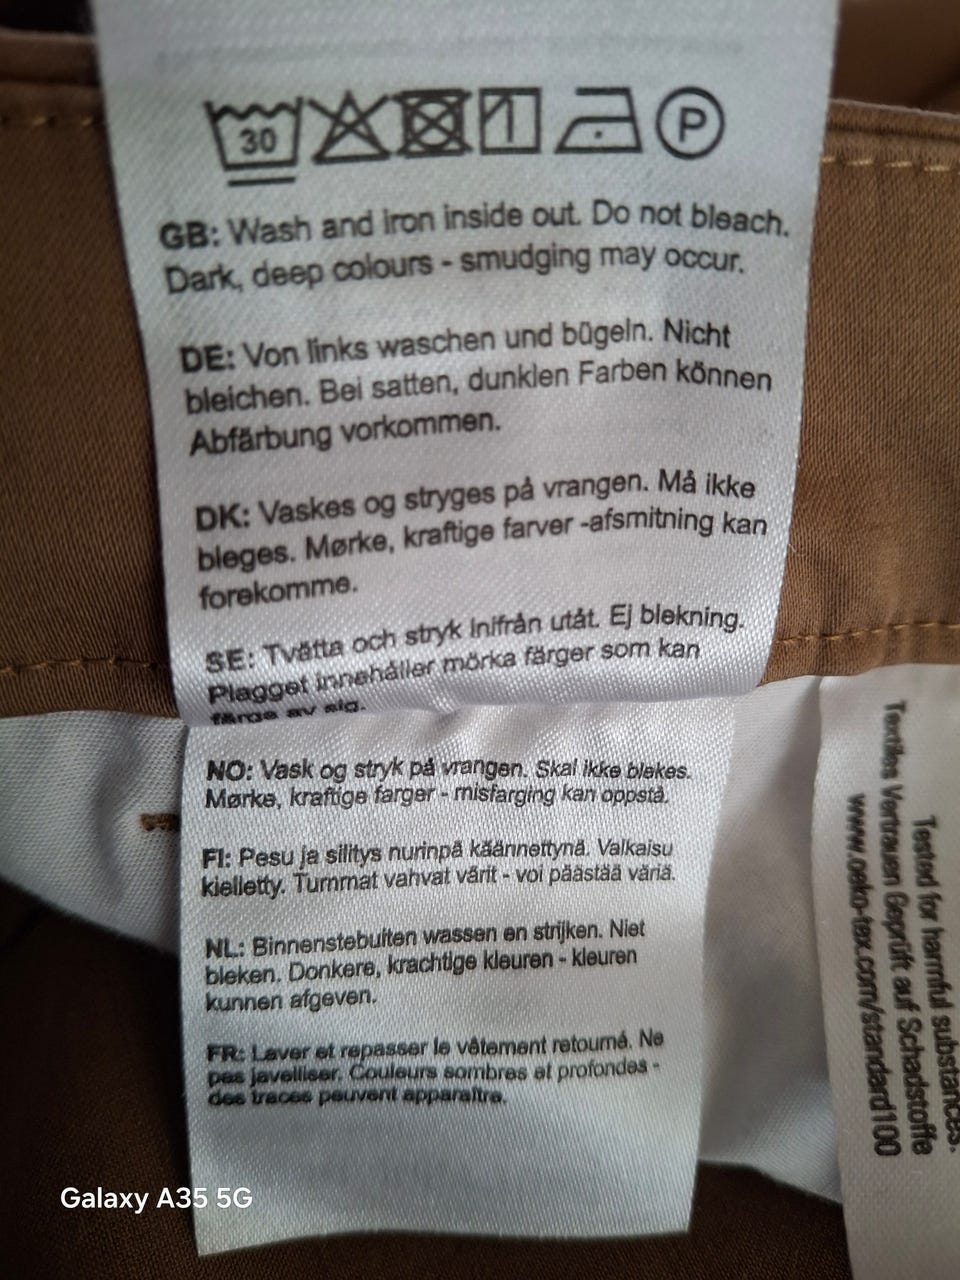 30
P
GB: Wash and iron inside out. Do not bleach.
Dark, deep colours - smudging may occur.
DE: Von links waschen und bügeln. Nicht
bleichen. Bei satten, dunklen Farben können
Abfärbung vorkommen.
DK: Vaskes og stryges på vrangen. Må ikke
bleges. Mørke, kraftige farver -afsmitning kan
forekomme.
SE: Tvätta och stryk inifrån utåt. Ej blekning.
Plagget innehåller mörka färger som kan
färga av sig.
NO: Vask og stryk på vrangen. Skal ikke blekes.
Mørke, kraftige farger - misfarging kan oppstå.
FI: Pesu ja silitys nurinpä käännettynä. Valkaisu
kielletty. Tummat vahvat värit - voi päästää väriä.
NL: Binnenstebuiten wassen en strijken. Niet
bleken. Donkere, krachtige kleuren - kleuren
kunnen afgeven.
FR: Laver et repasser le vêtement retourné. Ne
pas javelliser. Couleurs sombres et profondes -
des traces peuvent apparaître.
Tested for harmful substances.
Textiles Vertrauen Geprüft auf Schadstoffe
www.oeko-tex.com/standard100
Galaxy A35 5G